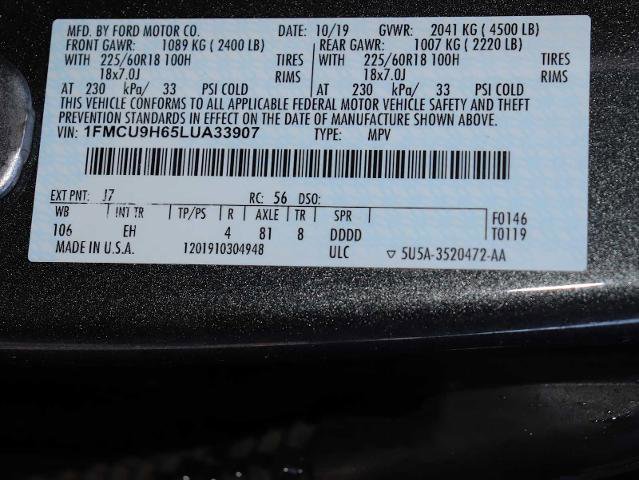 MFD. BY FORD MOTOR CO. DATE: 10/19 GVWR: 2041 KG ( 4500 LB)
FRONT GAWR: 1089 KG ( 2400 LB) REAR GAWR: 1007 KG ( 2220 LB)
WITH 225/60R18 100H TIRES WITH 225/60R18 100H TIRES
18x7.0J RIMS 18x7.0J RIMS
AT 230 kPa/ 33 PSI COLD AT 230 kPa/ 33 PSI COLD
THIS VEHICLE CONFORMS TO ALL APPLICABLE FEDERAL MOTOR VEHICLE SAFETY AND THEFT
PREVENTION STANDARDS IN EFFECT ON THE DATE OF MANUFACTURE SHOWN ABOVE.
VIN: 1FMCU9H65LUA33907 TYPE: MPV
EXT PNT: J7 RC: 56 DSO:
WB INT TR TP/PS R AXLE TR SPR F0146
106 EH 4 81 8 DDDD T0119
MADE IN U.S.A. 1201910304948 ULC ▽ 5U5A-3520472-AA